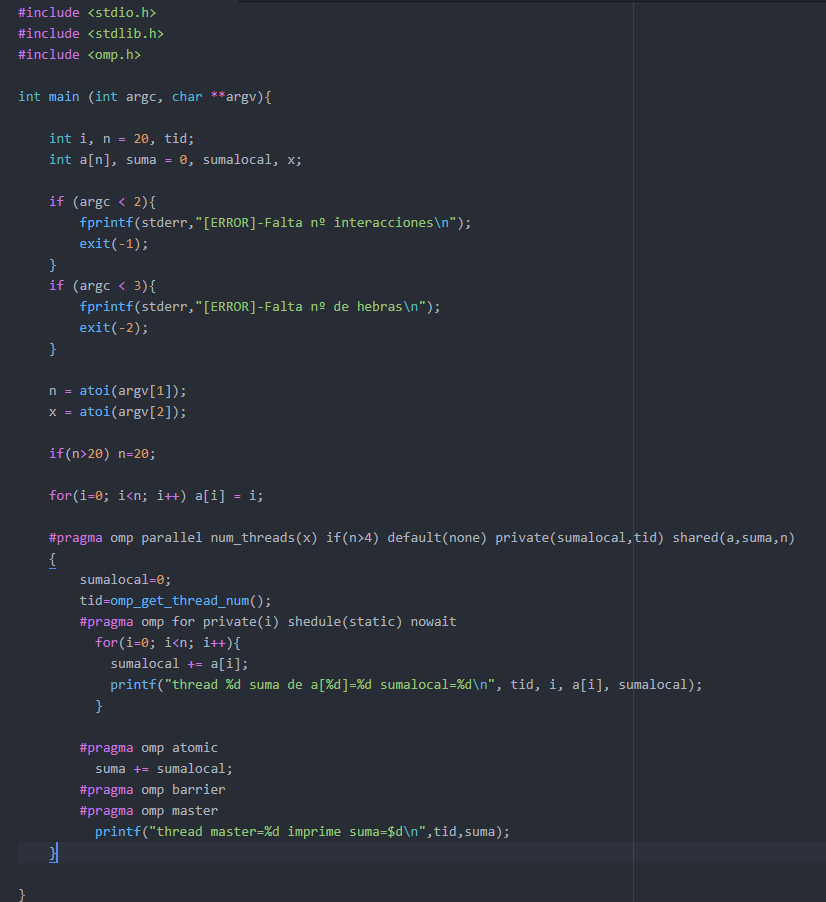 #include <stdio.h>
#include <stdlib.h>
#include <omp.h>
int main (int argc, char **argv){
int i, n = 20, tid;
int a[n], suma = 0, sumalocal, x;
if (argc < 2){
fprintf(stderr,"[ERROR]-Falta nº interacciones\n");
exit(-1);
}
if (argc < 3){
fprintf(stderr,"[ERROR]-Falta nº de hebras\n");
exit(-2);
}
n = atoi(argv[1]);
x = atoi(argv[2]);
if(n>20) n=20;
for(i=0; i<n; i++) a[i] = i;
#pragma omp parallel num_threads(x) if(n>4) default(none) private(sumalocal,tid) shared(a,suma,n)
{
sumalocal=0;
tid=omp_get_thread_num();
#pragma omp for private(i) shedule(static) nowait
for(i=0; i<n; i++){
sumalocal += a[i];
printf("thread %d suma de a[%d]=%d sumalocal=%d\n", tid, i, a[i], sumalocal);
}
#pragma omp atomic
suma += sumalocal;
#pragma omp barrier
#pragma omp master
printf("thread master=%d imprime suma=$d\n",tid,suma);
}
}